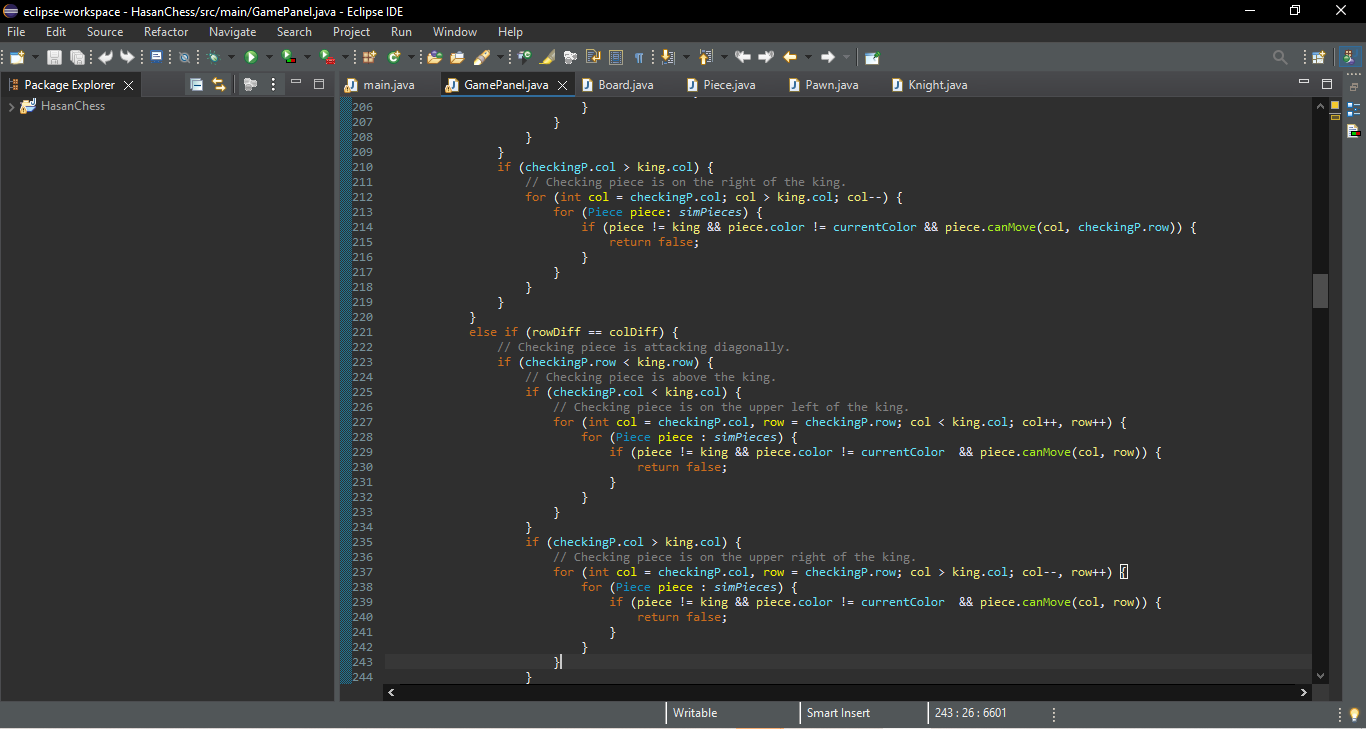 eclipse-workspace - HasanChess/src/main/GamePanel.java - Eclipse IDE
File Edit Source Refactor Navigate Search Project Run Window Help
Package Explorer
main.java GamePanel.java Board.java Piece.java Pawn.java Knight.java
HasanChess
206 }
207 }
208 }
209 }
210 if (checkingP.col > king.col) {
211 // Checking piece is on the right of the king.
212 for (int col = checkingP.col; col > king.col; col--) {
213 for (Piece piece: simPieces) {
214 if (piece != king && piece.color != currentColor && piece.canMove(col, checkingP.row)) {
215 return false;
216 }
217 }
218 }
219 }
220 }
221 else if (rowDiff == colDiff) {
222 // Checking piece is attacking diagonally.
223 if (checkingP.row < king.row) {
224 // Checking piece is above the king.
225 if (checkingP.col < king.col) {
226 // Checking piece is on the upper left of the king.
227 for (int col = checkingP.col, row = checkingP.row; col < king.col; col++, row++) {
228 for (Piece piece : simPieces) {
229 if (piece != king && piece.color != currentColor  && piece.canMove(col, row)) {
230 return false;
231 }
232 }
233 }
234 }
235 if (checkingP.col > king.col) {
236 // Checking piece is on the upper right of the king.
237 for (int col = checkingP.col, row = checkingP.row; col > king.col; col--, row++) {
238 for (Piece piece : simPieces) {
239 if (piece != king && piece.color != currentColor  && piece.canMove(col, row)) {
240 return false;
241 }
242 }
243 }
244 }
Writable Smart Insert 243 : 26 : 6601